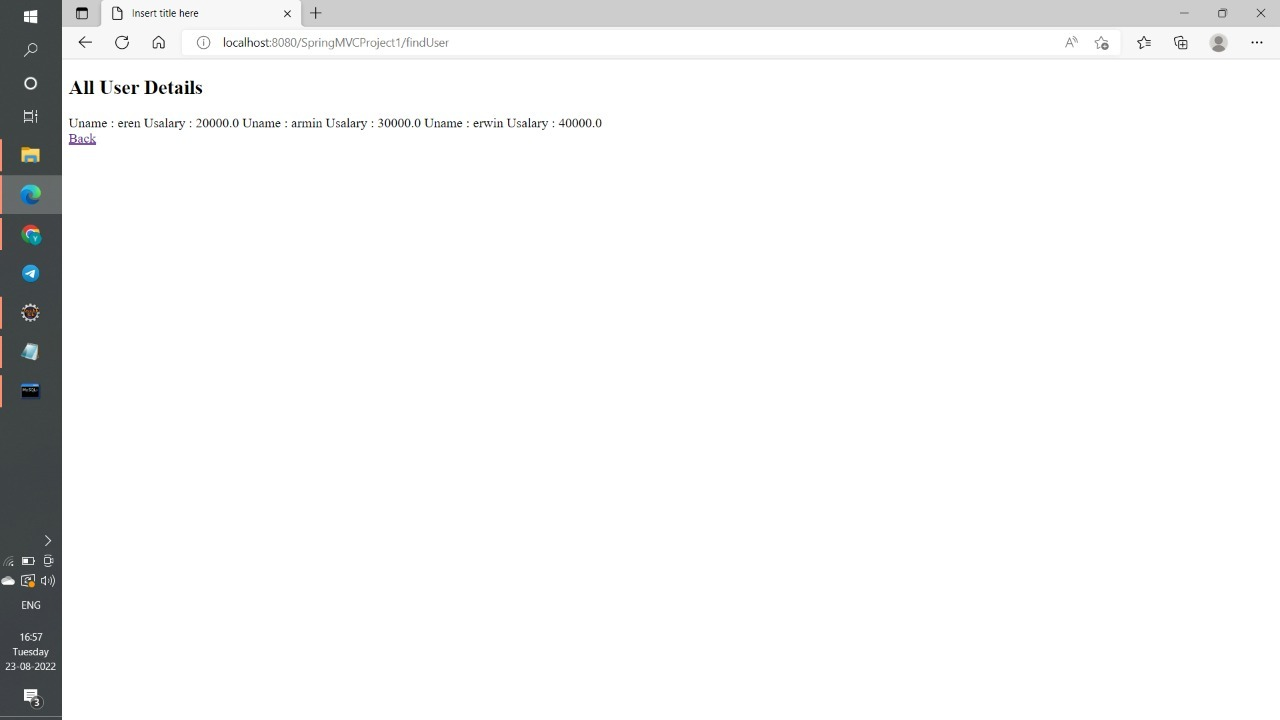 Insert title here
localhost:8080/SpringMVCProject1/findUser
All User Details
Uname : eren Usalary : 20000.0 Uname : armin Usalary : 30000.0 Uname : erwin Usalary : 40000.0
Back
ENG
16:57
Tuesday
23-08-2022
3